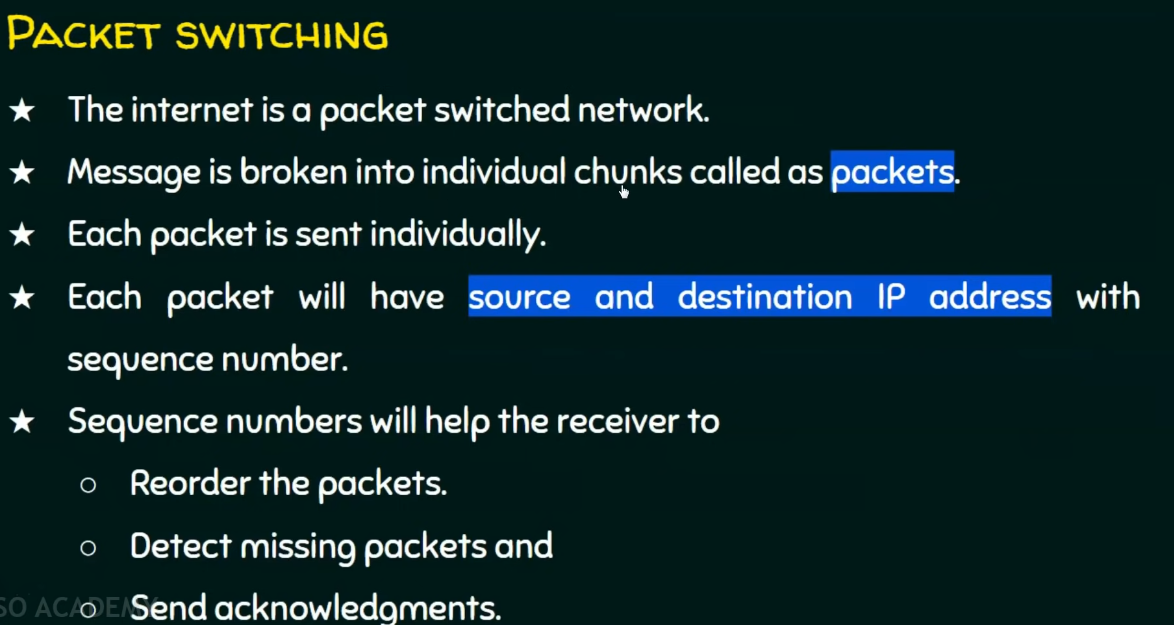 PACKET SWITCHING
★ The internet is a packet switched network.
★ Message is broken into individual chunks called as packets.
★ Each packet is sent individually.
★ Each packet will have source and destination IP address with
sequence number.
★ Sequence numbers will help the receiver to
○ Reorder the packets.
○ Detect missing packets and
○ Send acknowledgments.
SO ACADEMY